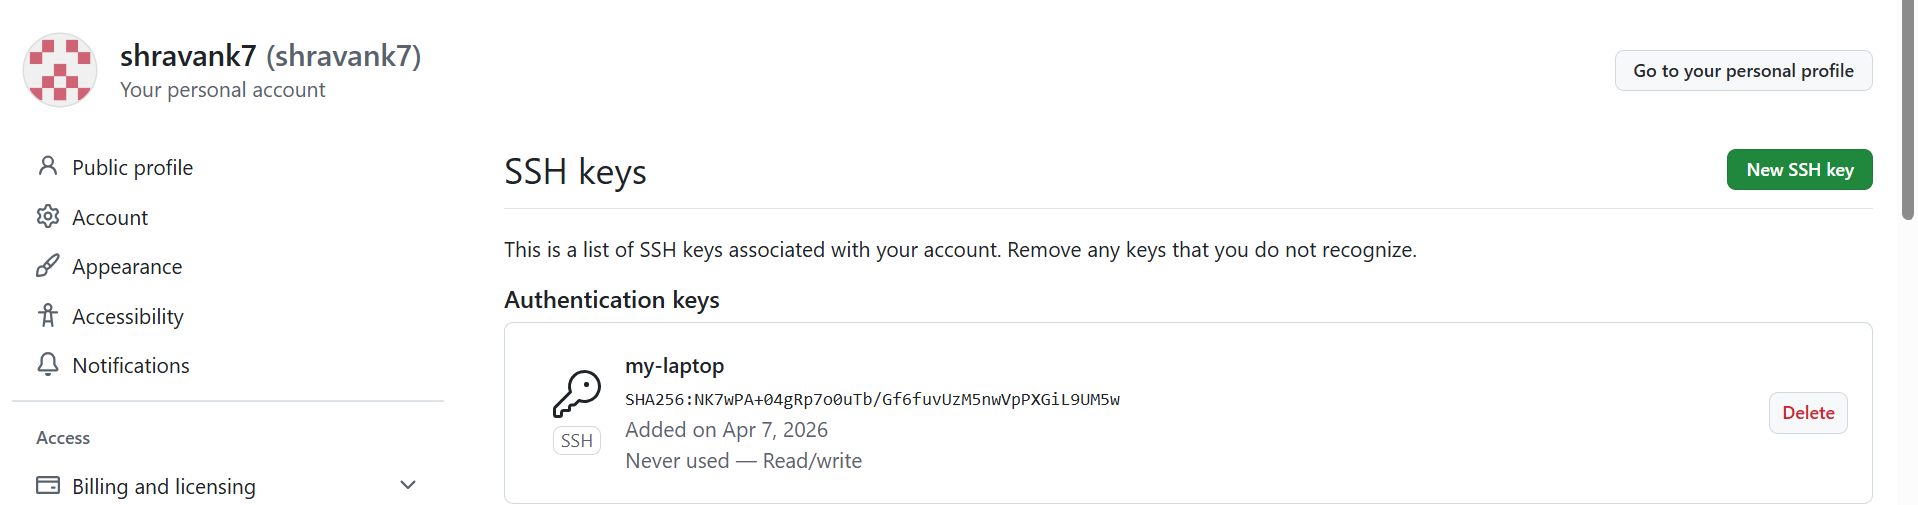 shravank7 (shravank7)
Your personal account
Go to your personal profile
Public profile
Account
Appearance
Accessibility
Notifications
Access
Billing and licensing
SSH keys
New SSH key
This is a list of SSH keys associated with your account. Remove any keys that you do not recognize.
Authentication keys
my-laptop
SHA256:NK7wPA+04gRp7o0uTb/Gf6fuvUzM5nwVpPXGiL9UM5w
Added on Apr 7, 2026
Never used — Read/write
SSH
Delete